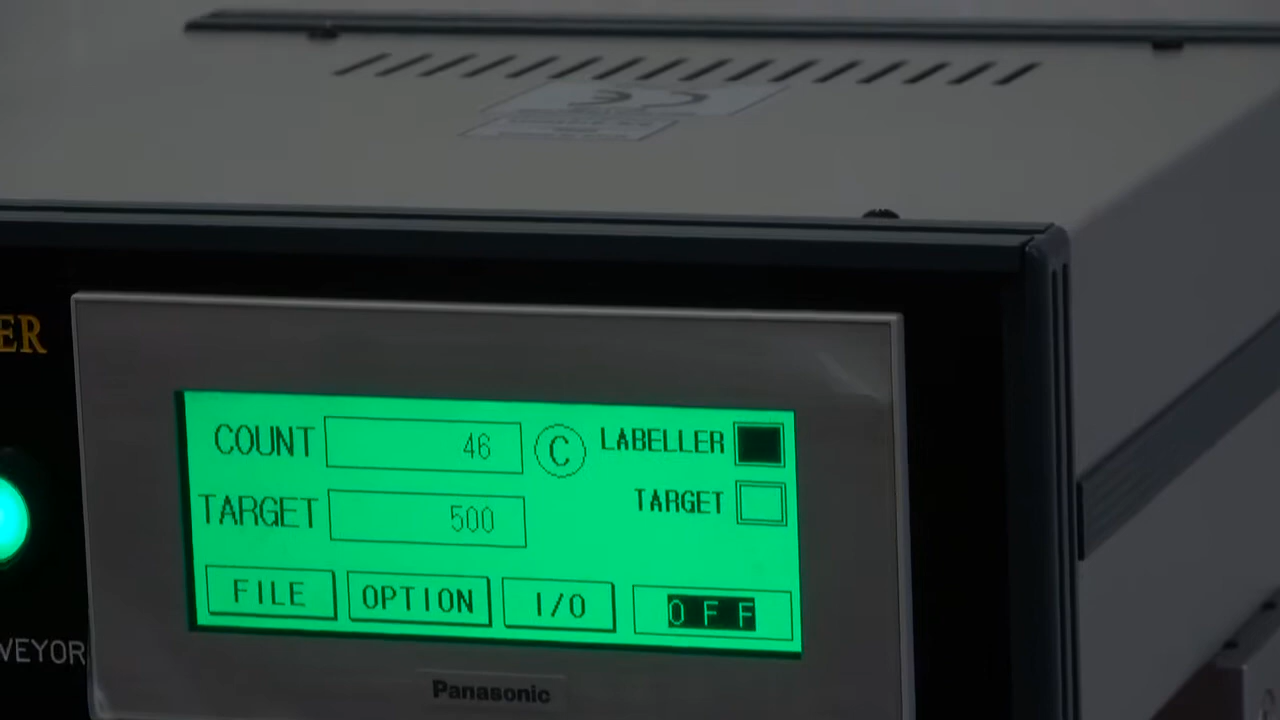 ER
COUNT 46 C LABELLER
TARGET 500 TARGET
FILE OPTION I/O OFF
VEYOR
Panasonic